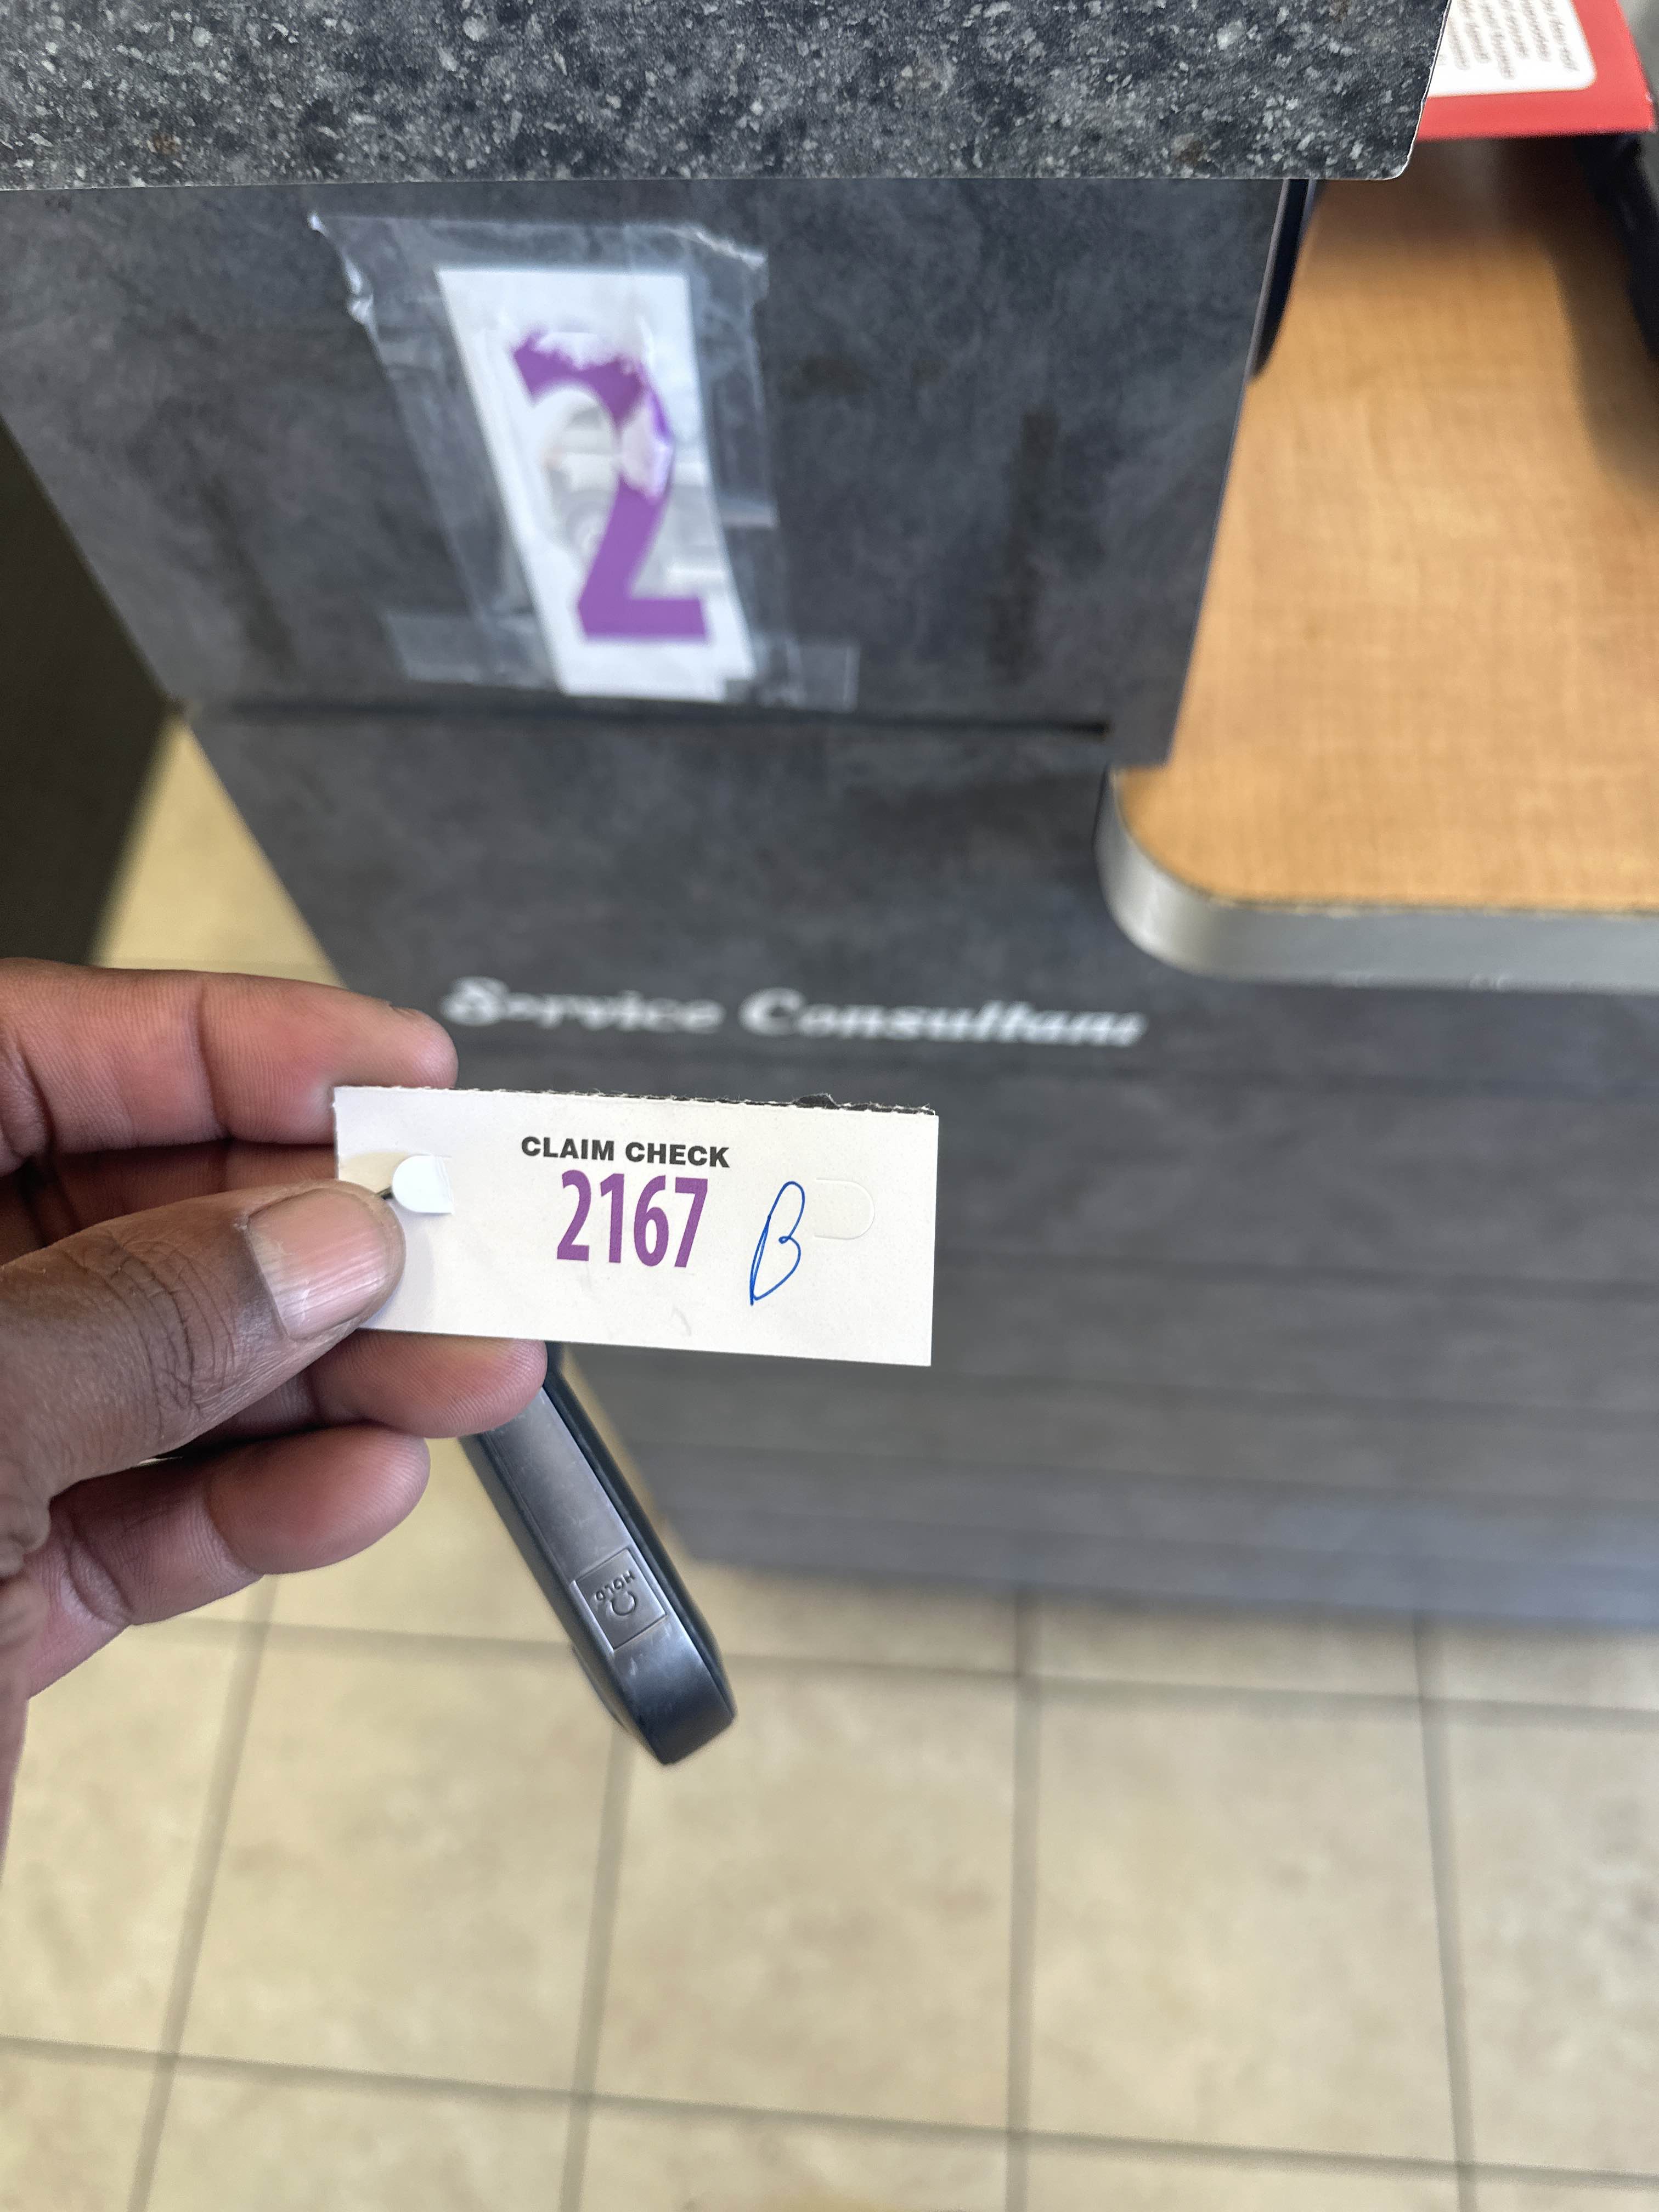 2
Service Consultant
CLAIM CHECK
2167 B
HOLD